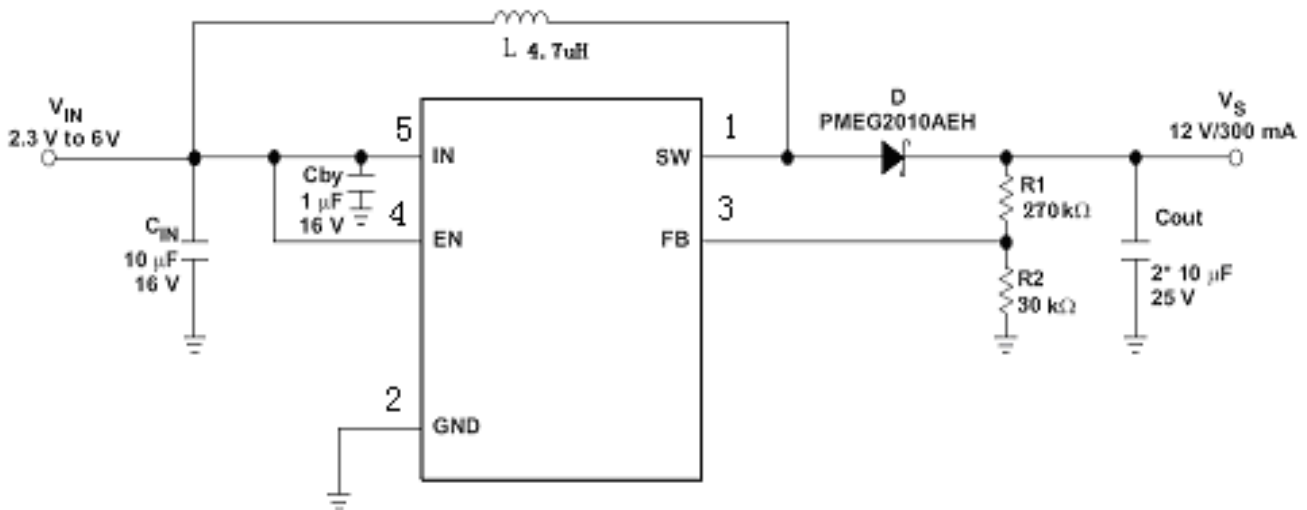 L 4.7uH
V_IN
2.3 V to 6 V
D
PMEG2010AEH
V_S
12 V/300 mA
5
IN
1
SW
Cby
1 μF
16 V
4
EN
3
FB
R1
270 kΩ
Cout
2* 10 μF
25 V
C_IN
10 μF
16 V
R2
30 kΩ
2
GND